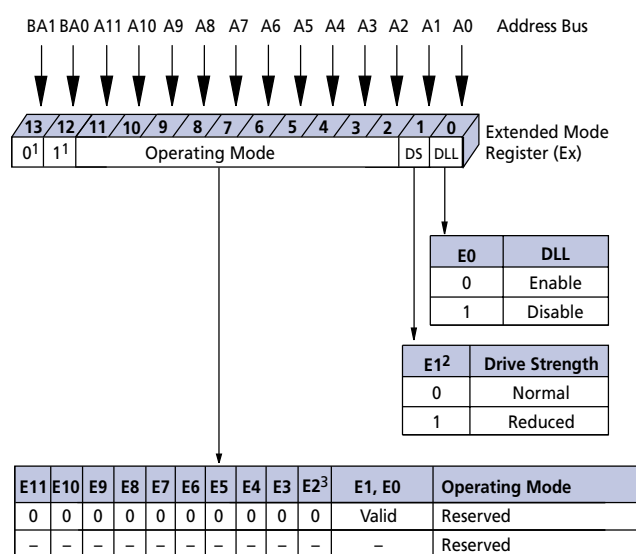 BA1 BA0 A11 A10 A9 A8 A7 A6 A5 A4 A3 A2 A1 A0 Address Bus
13 12 11 10 9 8 7 6 5 4 3 2 1 0 Extended Mode
0¹ 1¹ Operating Mode DS DLL Register (Ex)
E0 DLL
0 Enable
1 Disable
E1² Drive Strength
0 Normal
1 Reduced
E11 E10 E9 E8 E7 E6 E5 E4 E3 E2³ E1, E0 Operating Mode
0 0 0 0 0 0 0 0 0 0 Valid Reserved
– – – – – – – – – – – Reserved